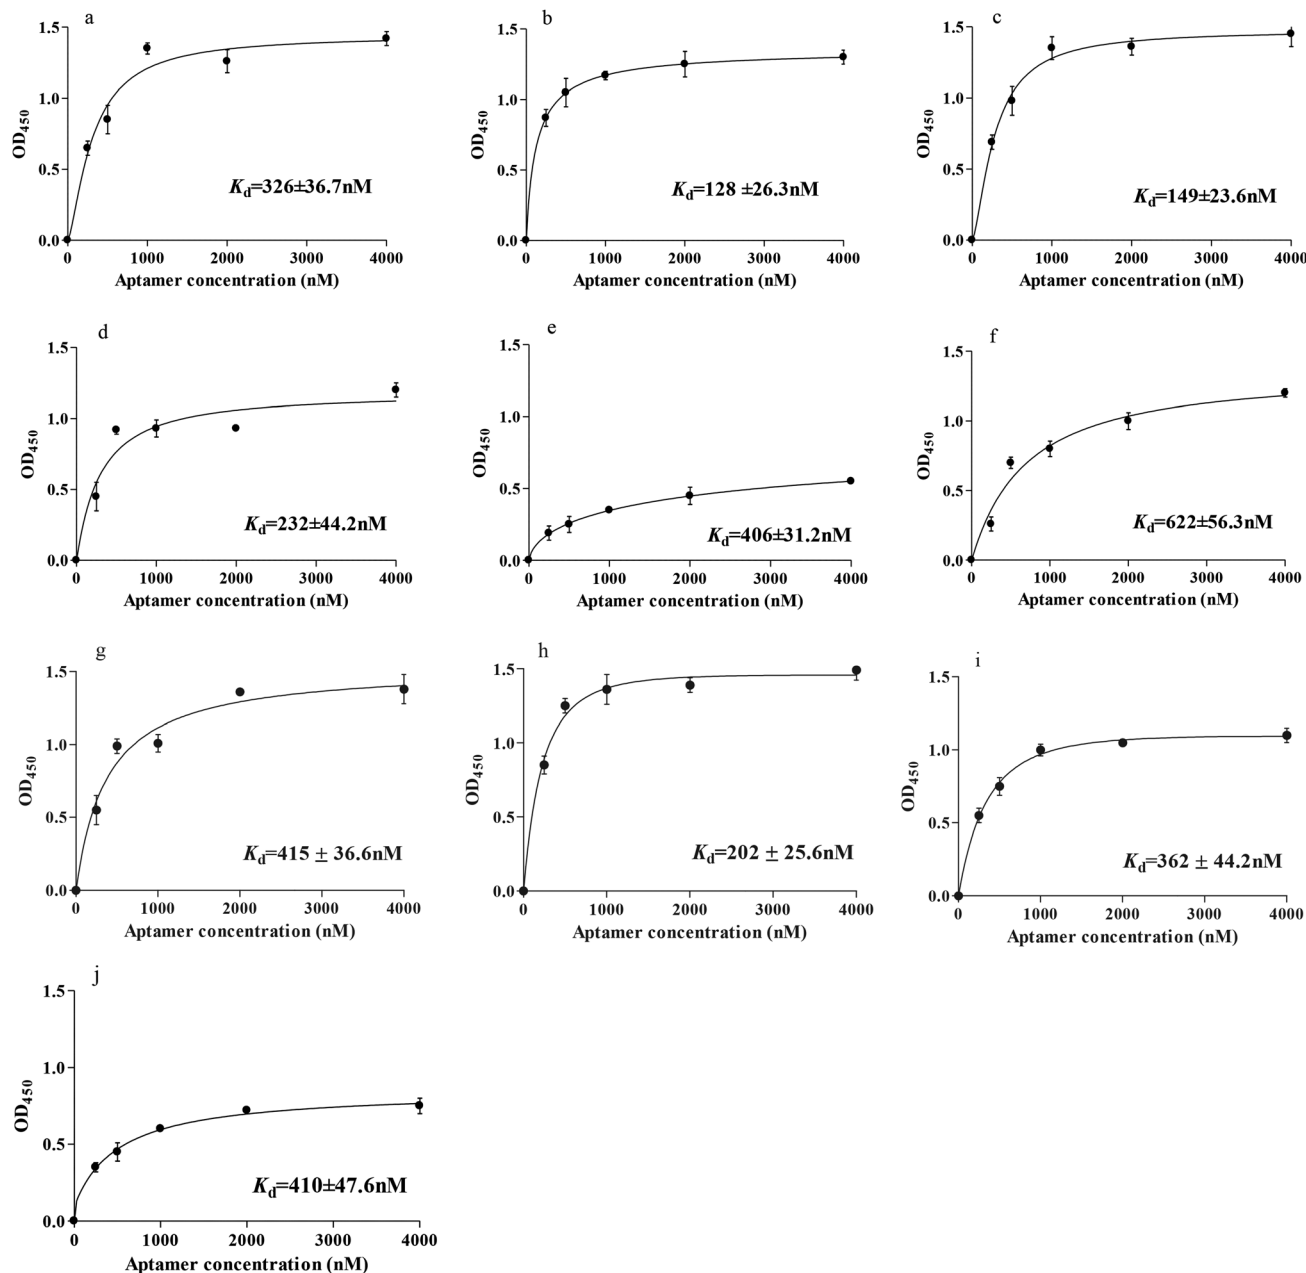 a
1.5
1.0
0.5
0.0
OD450
Kd=326±36.7nM
0 1000 2000 3000 4000
Aptamer concentration (nM)
b
1.5
1.0
0.5
0.0
OD450
Kd=128 ±26.3nM
0 1000 2000 3000 4000
Aptamer concentration (nM)
c
1.5
1.0
0.5
0.0
OD450
Kd=149±23.6nM
0 1000 2000 3000 4000
Aptamer concentration (nM)
d
1.5
1.0
0.5
0.0
OD450
Kd=232±44.2nM
0 1000 2000 3000 4000
Aptamer concentration (nM)
e
1.5
1.0
0.5
0.0
OD450
Kd=406±31.2nM
0 1000 2000 3000 4000
Aptamer concentration (nM)
f
1.5
1.0
0.5
0.0
OD450
Kd=622±56.3nM
0 1000 2000 3000 4000
Aptamer concentration (nM)
g
1.5
1.0
0.5
0.0
OD450
Kd=415 ± 36.6nM
0 1000 2000 3000 4000
Aptamer concentration (nM)
h
1.5
1.0
0.5
0.0
OD450
Kd=202 ± 25.6nM
0 1000 2000 3000 4000
Aptamer concentration (nM)
i
1.5
1.0
0.5
0.0
OD450
Kd=362 ± 44.2nM
0 1000 2000 3000 4000
Aptamer concentration (nM)
j
1.5
1.0
0.5
0.0
OD450
Kd=410±47.6nM
0 1000 2000 3000 4000
Aptamer concentration (nM)